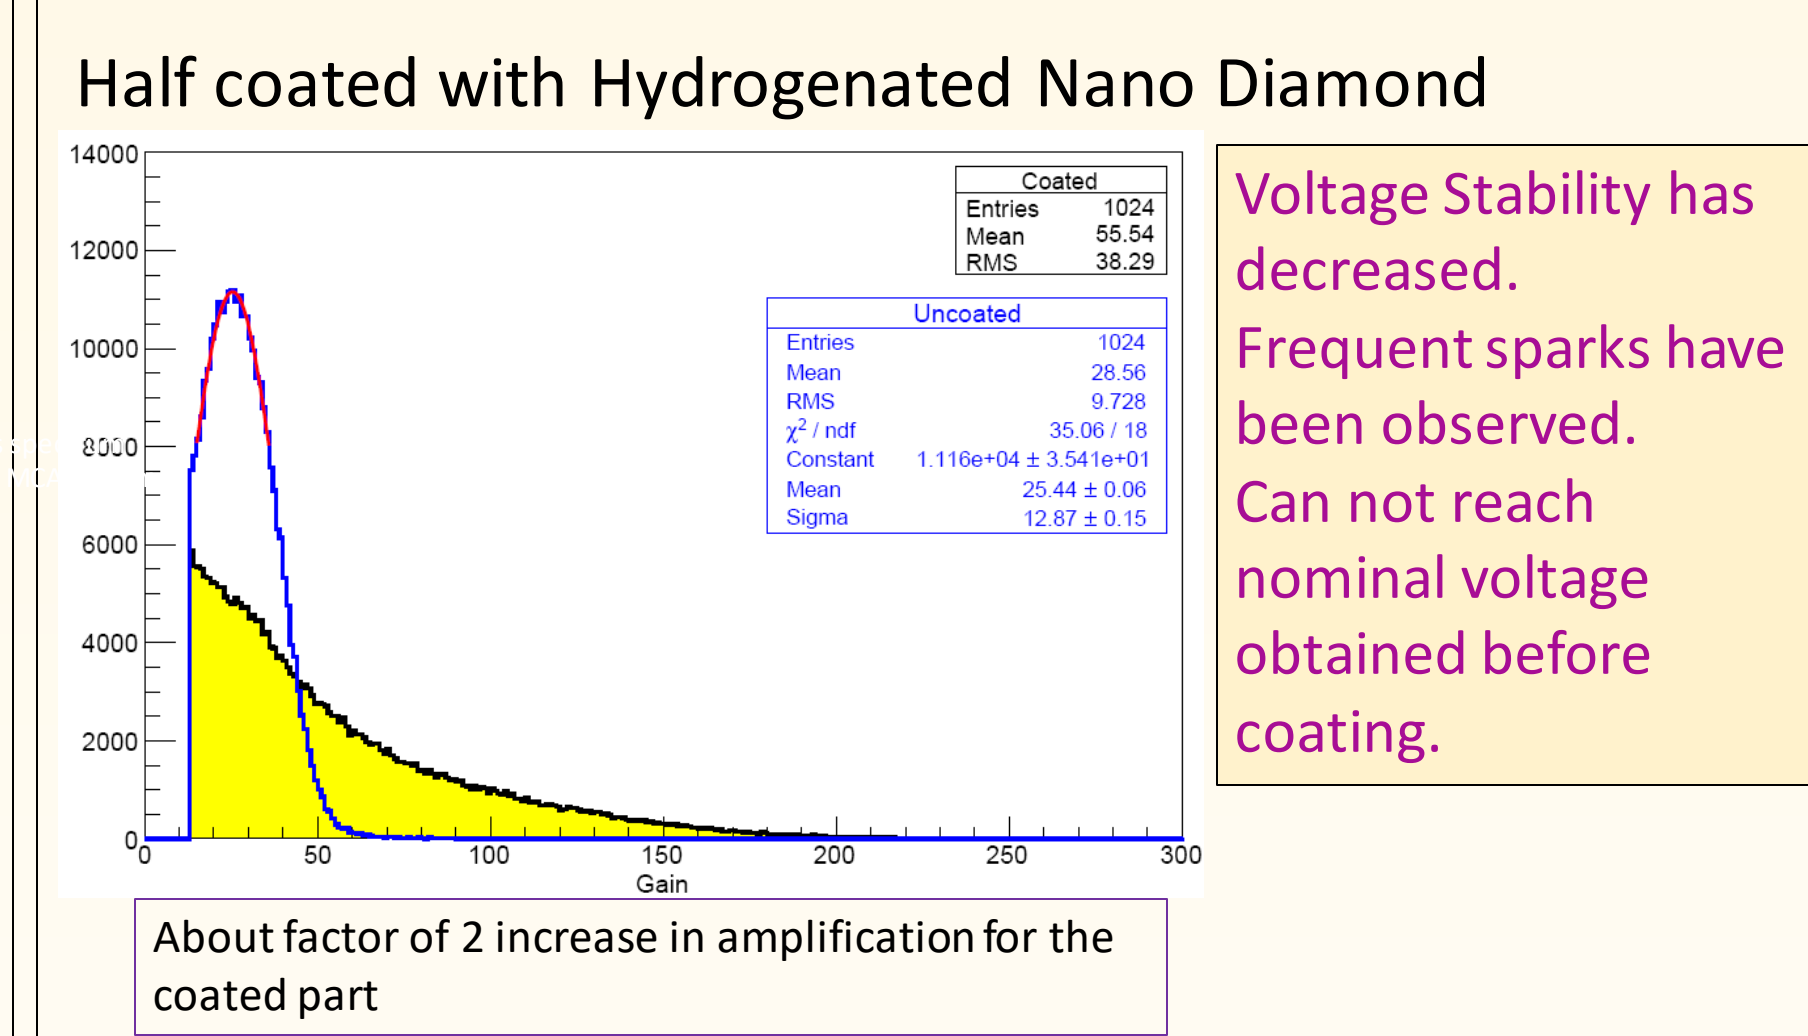 Half coated with Hydrogenated Nano Diamond
14000
12000
10000
8000
6000
4000
2000
0
0 50 100 150 200 250 300
Gain
Coated
Entries 1024
Mean 55.54
RMS 38.29
Uncoated
Entries 1024
Mean 28.56
RMS 9.728
χ² / ndf 35.06 / 18
Constant 1.116e+04 ± 3.541e+01
Mean 25.44 ± 0.06
Sigma 12.87 ± 0.15
Voltage Stability has
decreased.
Frequent sparks have
been observed.
Can not reach
nominal voltage
obtained before
coating.
About factor of 2 increase in amplification for the
coated part